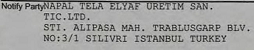 Notify Party NAPAL TELA ELYAF URETIM SAN.
TIC.LTD.
STI. ALIPASA MAH. TRABLUSGARP BLV.
NO:3/1 SILIVRI ISTANBUL TURKEY